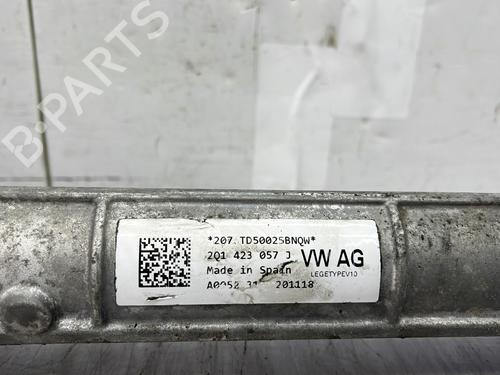 *207.TD50025BNQW*
2Q1 423 057 J VW AG
Made in Spain LEGETYPEV10
201118
B-PARTS